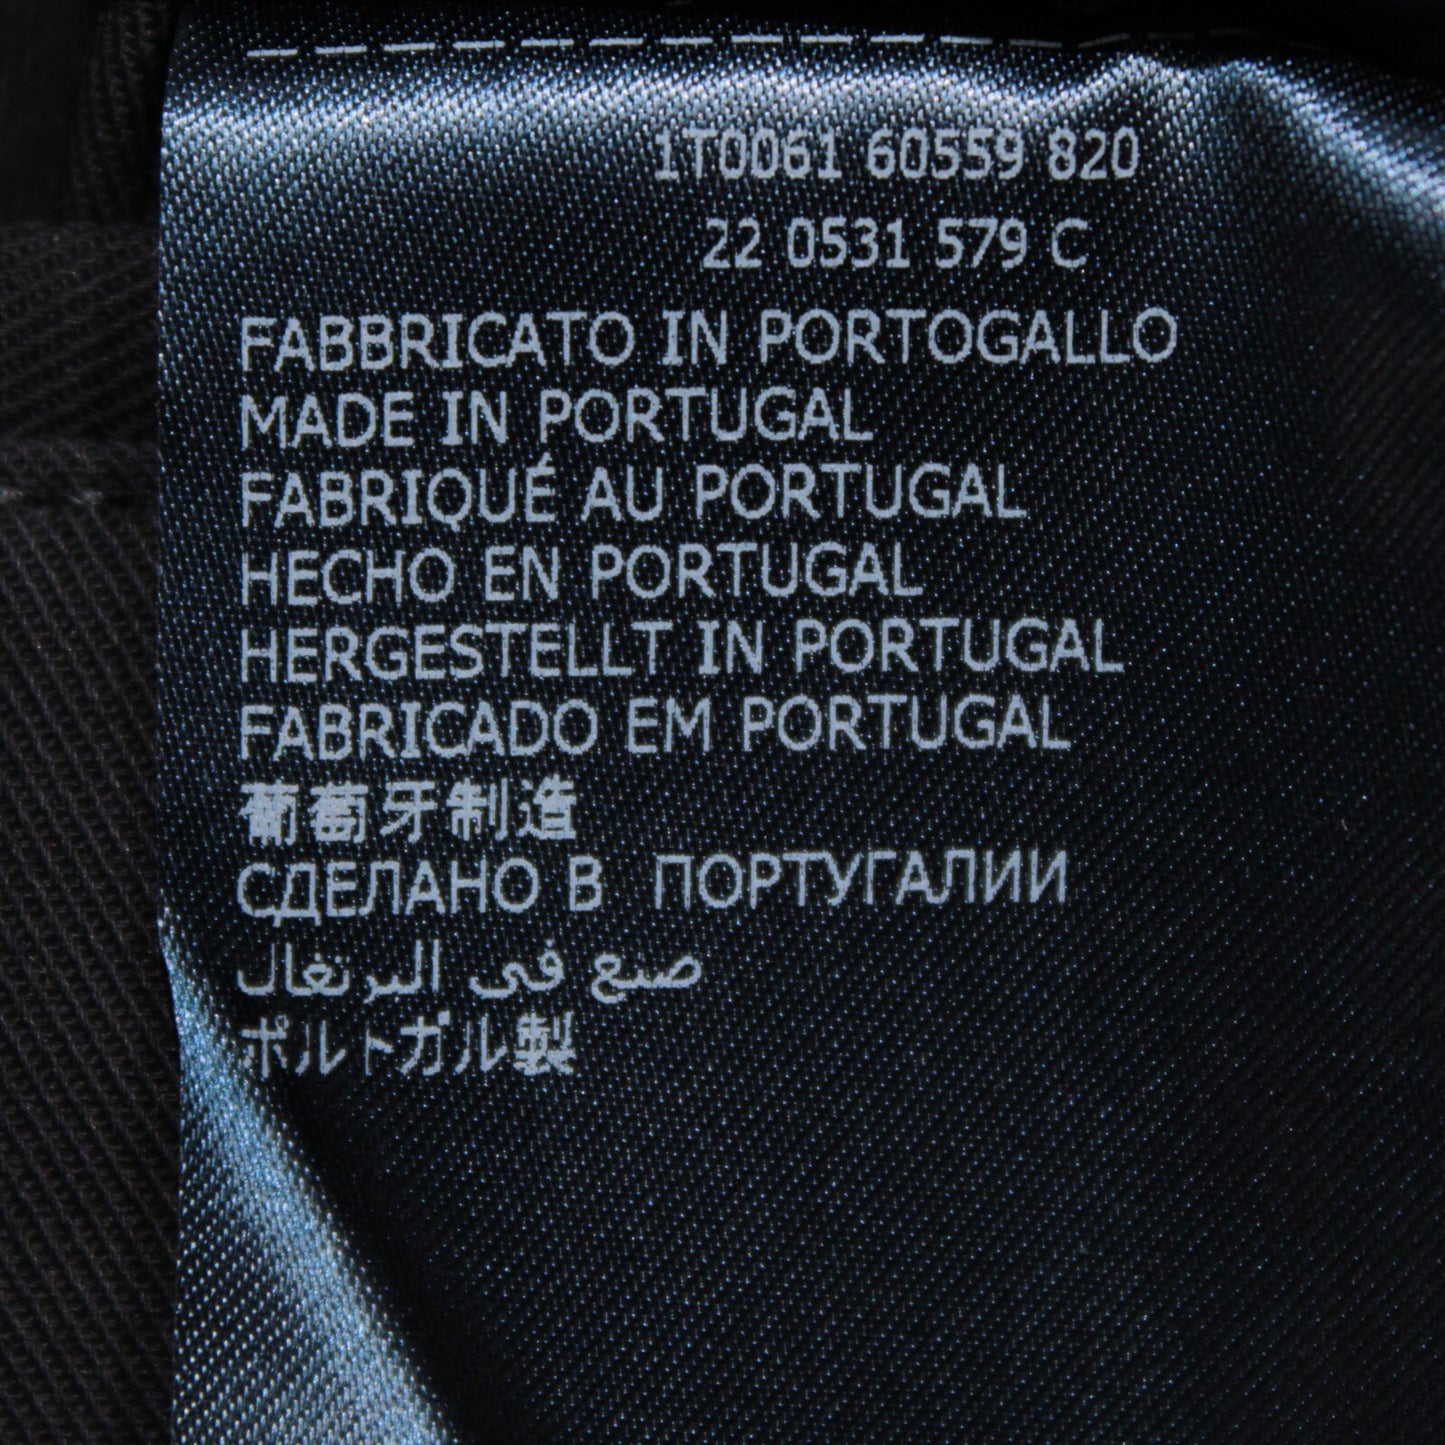 1T0061 60559 820
22 0531 579 C
FABBRICATO IN PORTOGALLO
MADE IN PORTUGAL
FABRIQUÉ AU PORTUGAL
HECHO EN PORTUGAL
HERGESTELLT IN PORTUGAL
FABRICADO EM PORTUGAL
葡萄牙制造
СДЕЛАНО В ПОРТУГАЛИИ
صنع فى البرتغال
ポルトガル製